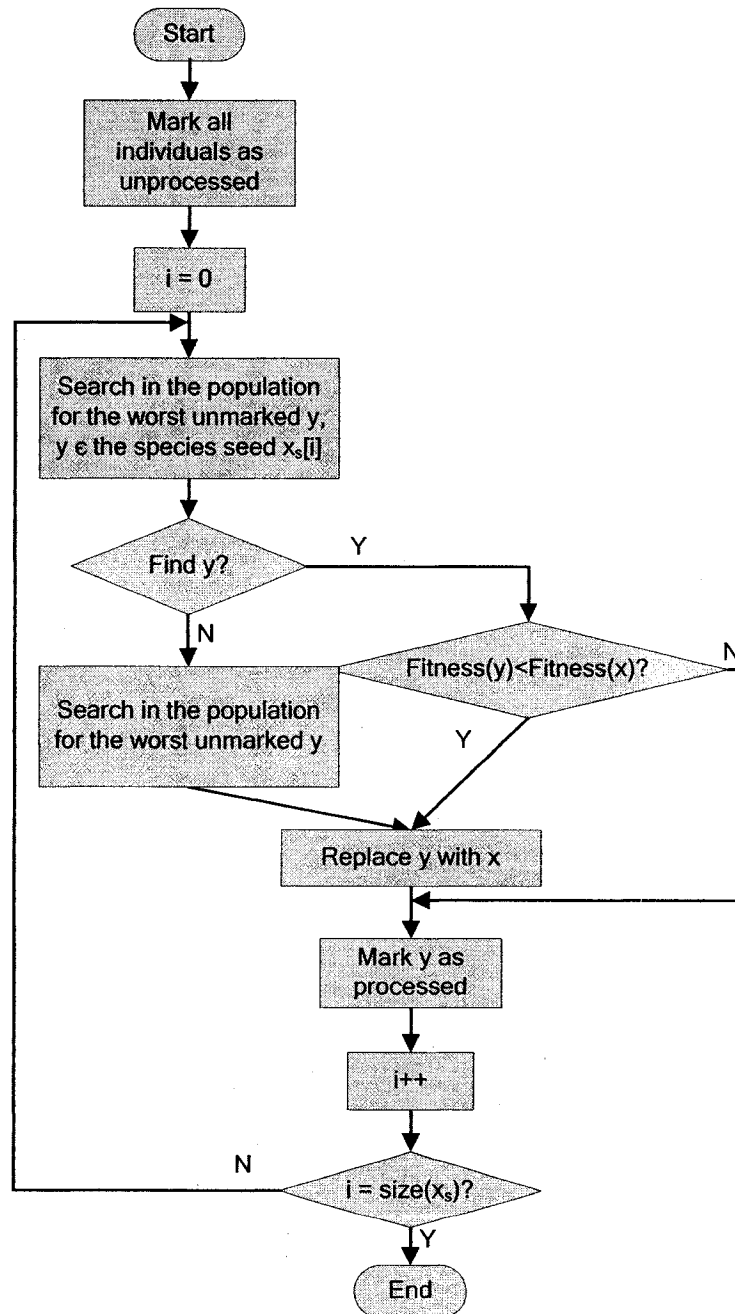 Start
Mark all
individuals as
unprocessed
i = 0
Search in the population
for the worst unmarked y,
y ϵ the species seed xₛ[i]
Find y?
Y
N
Fitness(y)<Fitness(x)?
N
Search in the population
for the worst unmarked y
Y
Replace y with x
Mark y as
processed
i++
N
i = size(xₛ)?
Y
End